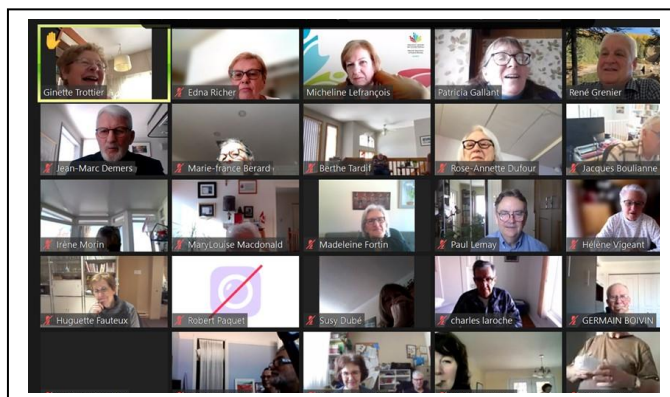 Ginette Trottier
Edna Richer
Micheline Lefrançois
Patricia Gallant
René Grenier
Jean-Marc Demers
Marie-france Berard
Berthe Tardif
Rose-Annette Dufour
Jacques Boulianne
Irène Morin
MaryLouise Macdonald
Madeleine Fortin
Paul Lemay
Hélène Vigeant
Huguette Fauteux
Robert Paquet
Susy Dubé
charles laroche
GERMAIN BOIVIN